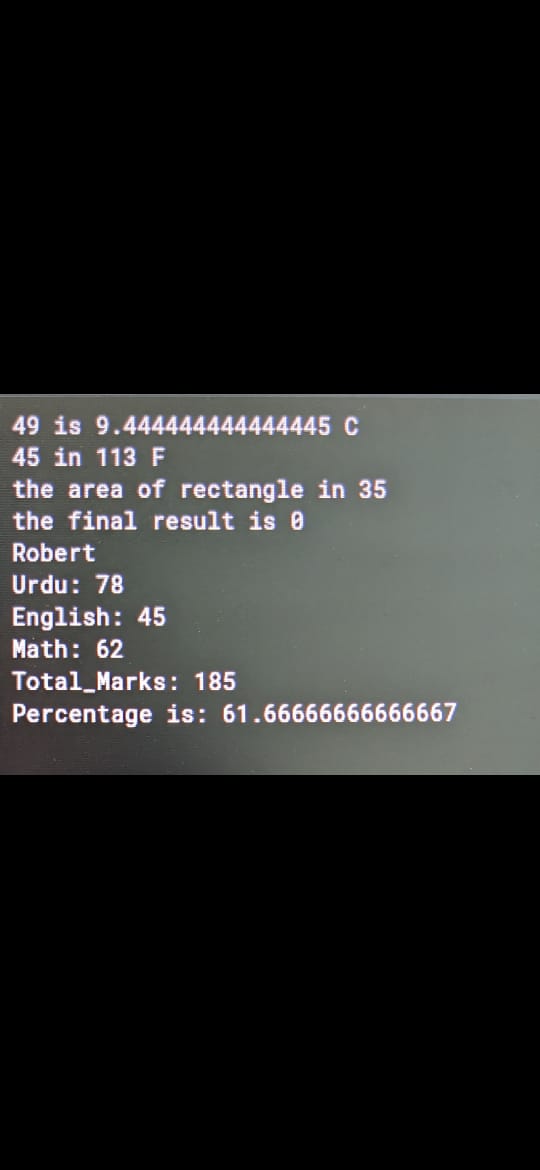 49 is 9.444444444444445 C
45 in 113 F
the area of rectangle in 35
the final result is 0
Robert
Urdu: 78
English: 45
Math: 62
Total_Marks: 185
Percentage is: 61.66666666666667